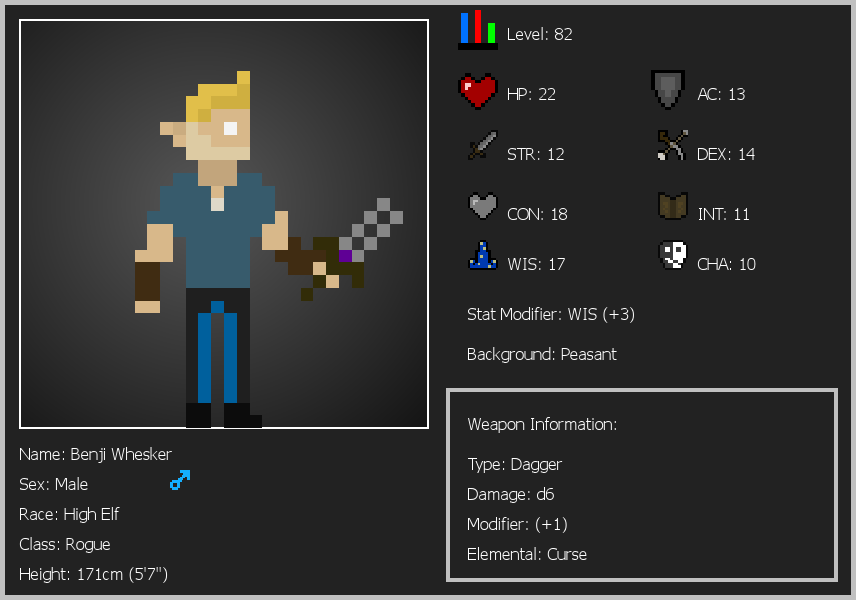 Level: 82
HP: 22
AC: 13
STR: 12
DEX: 14
CON: 18
INT: 11
WIS: 17
CHA: 10
Stat Modifier: WIS (+3)
Background: Peasant
Weapon Information:
Type: Dagger
Damage: d6
Modifier: (+1)
Elemental: Curse
Name: Benji Whesker
Sex: Male
Race: High Elf
Class: Rogue
Height: 171cm (5'7")